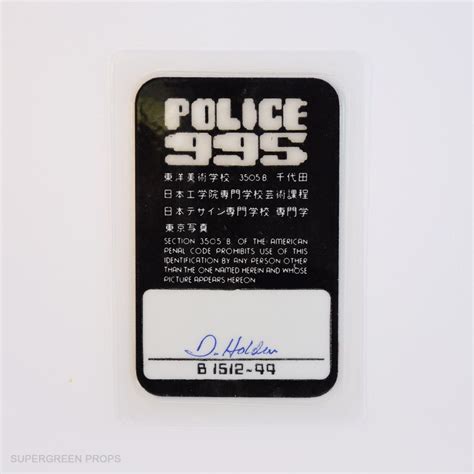 POLICE
995
東洋美術学校 3505B 千代田
日本工学院専門学校芸術課程
日本デサイン専門学校 専門学
東京写真
SECTION 3505 B OF THE AMERICAN
PENAL CODE PROHIBITS USE OF THIS
IDENTIFICATION BY ANY PERSON OTHER
THAN THE ONE NAMED HEREIN AND WHOSE
PICTURE APPEARS HEREON
D. Holden
B 1512-44
SUPERGREEN PROPS